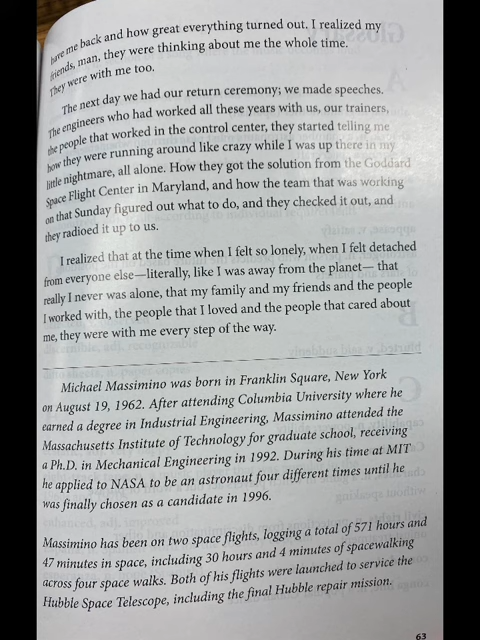 have me back and how great everything turned out, I realized my
friends, man, they were thinking about me the whole time.
They were with me too.
The next day we had our return ceremony; we made speeches.
The engineers who had worked all these years with us, our trainers,
the people that worked in the control center, they started telling me
how they were running around like crazy while I was up there in my
little nightmare, all alone. How they got the solution from the Goddard
Space Flight Center in Maryland, and how the team that was working
on that Sunday figured out what to do, and they checked it out, and
they radioed it up to us.
I realized that at the time when I felt so lonely, when I felt detached
from everyone else—literally, like I was away from the planet— that
really I never was alone, that my family and my friends and the people
I worked with, the people that I loved and the people that cared about
me, they were with me every step of the way.
Michael Massimino was born in Franklin Square, New York
on August 19, 1962. After attending Columbia University where he
earned a degree in Industrial Engineering, Massimino attended the
Massachusetts Institute of Technology for graduate school, receiving
a Ph.D. in Mechanical Engineering in 1992. During his time at MIT
he applied to NASA to be an astronaut four different times until he
was finally chosen as a candidate in 1996.
Massimino has been on two space flights, logging a total of 571 hours and
47 minutes in space, including 30 hours and 4 minutes of spacewalking
across four space walks. Both of his flights were launched to service the
Hubble Space Telescope, including the final Hubble repair mission.
63